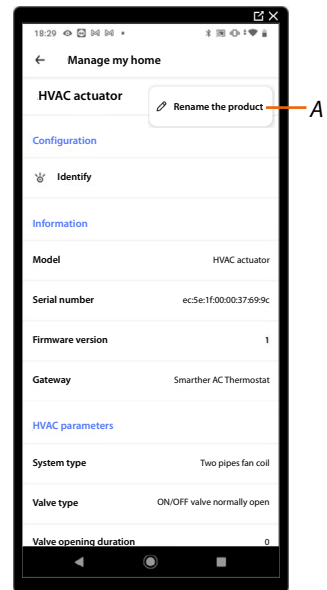 18:29
Manage my home
HVAC actuator
Rename the product
A
Configuration
Identify
Information
Model HVAC actuator
Serial number ec:5e:1f:00:00:37:69:9c
Firmware version 1
Gateway Smarther AC Thermostat
HVAC parameters
System type Two pipes fan coil
Valve type ON/OFF valve normally open
Valve opening duration 0